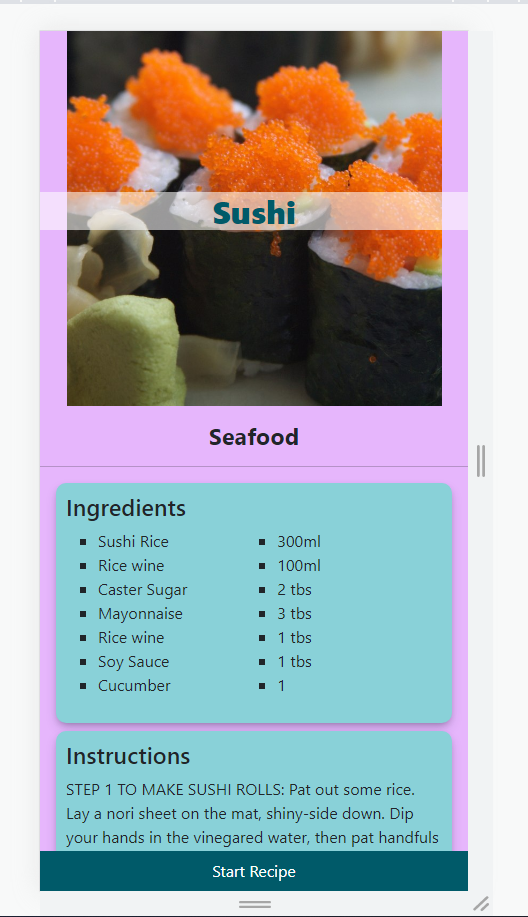 Sushi
Seafood
Ingredients
Sushi Rice 300ml
Rice wine 100ml
Caster Sugar 2 tbs
Mayonnaise 3 tbs
Rice wine 1 tbs
Soy Sauce 1 tbs
Cucumber 1
Instructions
STEP 1 TO MAKE SUSHI ROLLS: Pat out some rice.
Lay a nori sheet on the mat, shiny-side down. Dip
your hands in the vinegared water, then pat handfuls
Start Recipe